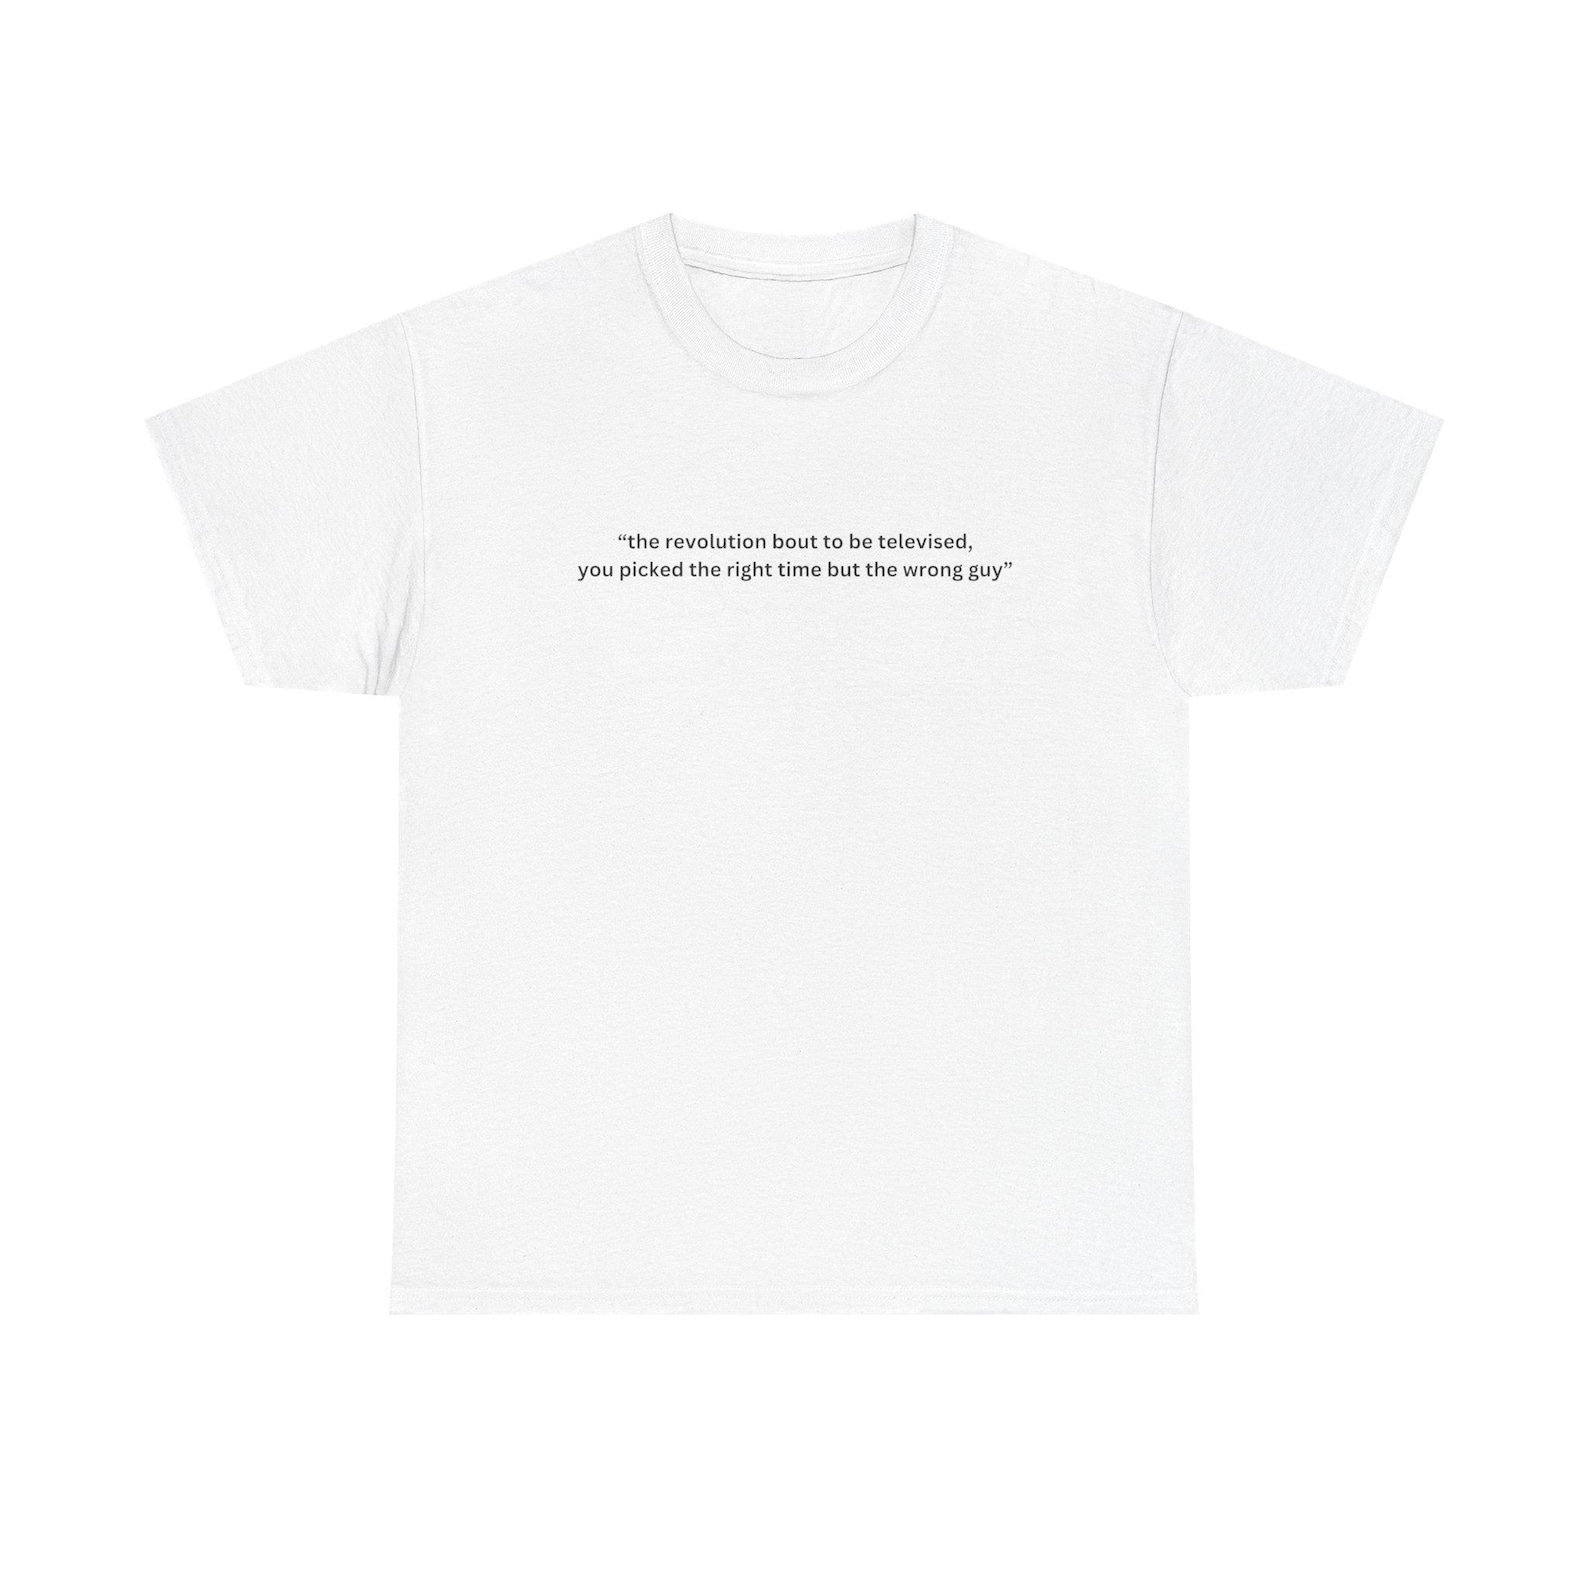 “the revolution bout to be televised,
you picked the right time but the wrong guy”